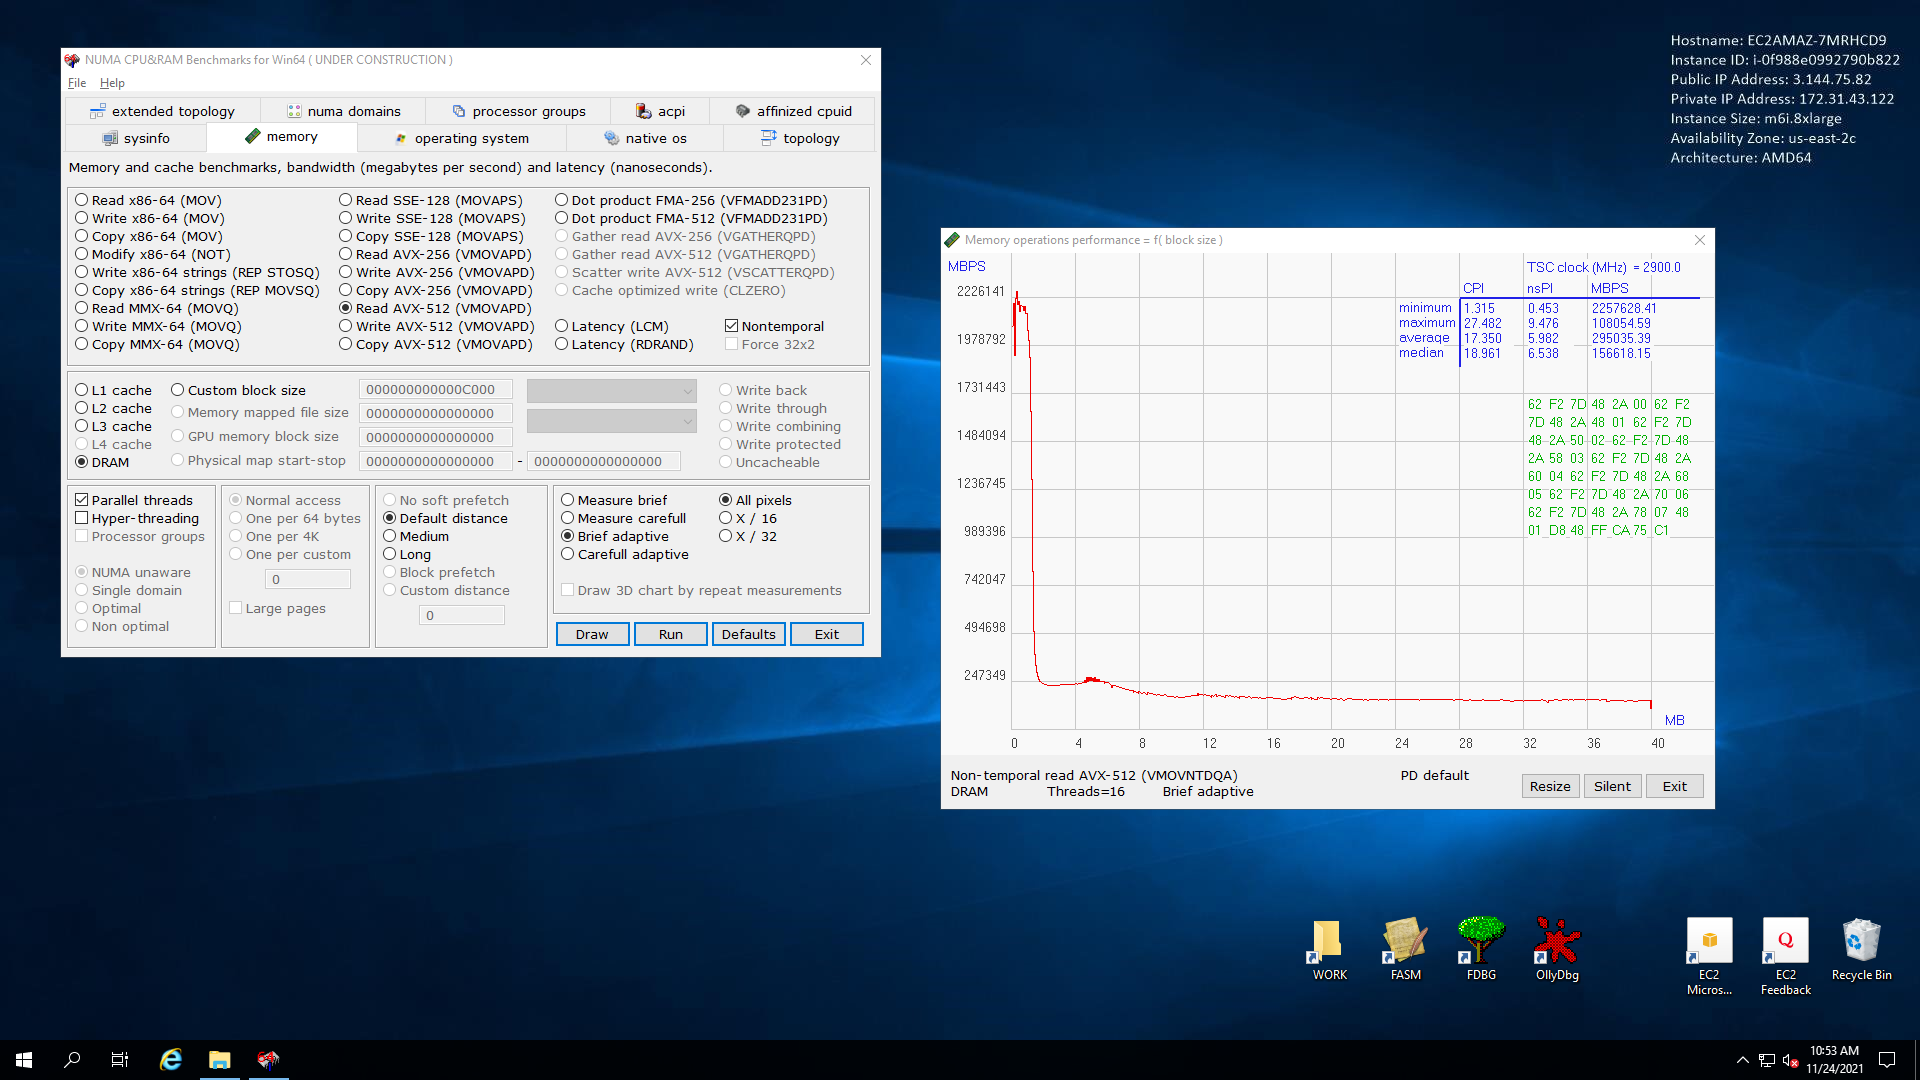 Hostname: EC2AMAZ-7MRHCD9
Instance ID: i-0f988e0992790b822
Public IP Address: 3.144.75.82
Private IP Address: 172.31.43.122
Instance Size: m6i.8xlarge
Availability Zone: us-east-2c
Architecture: AMD64
NUMA CPU&RAM Benchmarks for Win64 ( UNDER CONSTRUCTION )
File Help
extended topology numa domains processor groups acpi affinized cpuid
sysinfo memory operating system native os topology
Memory and cache benchmarks, bandwidth (megabytes per second) and latency (nanoseconds).
Read x86-64 (MOV) Read SSE-128 (MOVAPS) Dot product FMA-256 (VFMADD231PD)
Write x86-64 (MOV) Write SSE-128 (MOVAPS) Dot product FMA-512 (VFMADD231PD)
Copy x86-64 (MOV) Copy SSE-128 (MOVAPS) Gather read AVX-256 (VGATHERQPD)
Modify x86-64 (NOT) Read AVX-256 (VMOVAPD) Gather read AVX-512 (VGATHERQPD)
Write x86-64 strings (REP STOSQ) Write AVX-256 (VMOVAPD) Scatter write AVX-512 (VSCATTERQPD)
Copy x86-64 strings (REP MOVSQ) Copy AVX-256 (VMOVAPD) Cache optimized write (CLZERO)
Read MMX-64 (MOVQ) Read AVX-512 (VMOVAPD)
Write MMX-64 (MOVQ) Write AVX-512 (VMOVAPD) Latency (LCM) Nontemporal
Copy MMX-64 (MOVQ) Copy AVX-512 (VMOVAPD) Latency (RDRAND) Force 32x2
L1 cache Custom block size 000000000000C000 Write back
L2 cache Memory mapped file size 0000000000000000 Write through
L3 cache GPU memory block size 0000000000000000 Write combining
L4 cache Physical map start-stop 0000000000000000 - 0000000000000000 Write protected
DRAM Uncacheable
Parallel threads Normal access No soft prefetch Measure brief All pixels
Hyper-threading One per 64 bytes Default distance Measure carefull X / 16
Processor groups One per 4K Medium Brief adaptive X / 32
One per custom Long Carefull adaptive
NUMA unaware 0 Block prefetch
Single domain Custom distance Draw 3D chart by repeat measurements
Optimal Large pages 0
Non optimal
Draw Run Defaults Exit
Memory operations performance = f( block size )
MBPS TSC clock (MHz) = 2900.0
CPI nsPI MBPS
minimum 1.315 0.453 2257628.41
maximum 27.482 9.476 108054.59
average 17.350 5.982 295035.39
median 18.961 6.538 156618.15
2226141
1978792
1731443
1484094
1236745
989396
742047
494698
247349
62 F2 7D 48 2A 00 62 F2
7D 48 2A 48 01 62 F2 7D
48 2A 50 02 62 F2 7D 48
2A 58 03 62 F2 7D 48 2A
60 04 62 F2 7D 48 2A 68
05 62 F2 7D 48 2A 70 06
62 F2 7D 48 2A 78 07 48
01 D8 48 FF CA 75 C1
MB
0 4 8 12 16 20 24 28 32 36 40
Non-temporal read AVX-512 (VMOVNTDQA) PD default
DRAM Threads=16 Brief adaptive
Resize Silent Exit
WORK FASM FDBG OllyDbg EC2 Micros... EC2 Feedback Recycle Bin
10:53 AM
11/24/2021